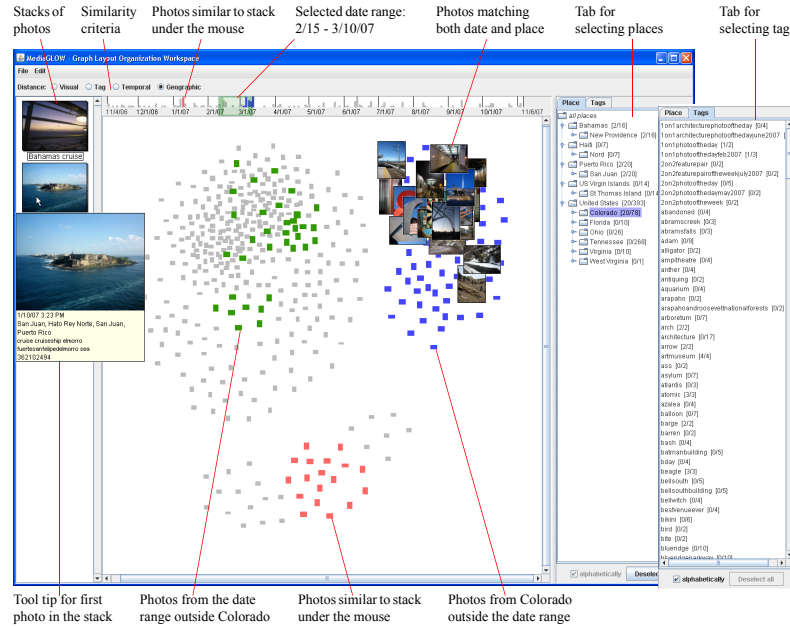 Stacks of photos
Similarity criteria
Photos similar to stack under the mouse
Selected date range: 2/15 - 3/10/07
Photos matching both date and place
Tab for selecting places
Tab for selecting tag
MediaGLOW - Graph Layout Organization Workspace
File Edit
Distance: Visual Tag Temporal Geographic
11/4/06 12/1/06 1/1/07 2/1/07 3/1/07 4/1/07 5/1/07 6/1/07 7/1/07 8/1/07 9/1/07 10/1/07 11/6/07
Bahamas cruise
1/10/07 3:23 PM
San Juan, Hato Rey Norte, San Juan,
Puerto Rico
cruise cruiseship elmorro
fuertesanfelipedelmorro sea
362102494
Place Tags
all places
Bahamas [2/16]
New Providence [2/16]
Haiti [0/7]
Nord [0/7]
Puerto Rico [2/20]
San Juan [2/20]
US Virgin Islands [0/14]
St Thomas Island [0/14
United States [20/393]
Colorado [20/78]
Florida [0/10]
Ohio [0/26]
Tennessee [0/268]
Virginia [0/10]
West Virginia [0/1]
alphabetically
Place Tags
1on1architecturephotooftheday [0/4]
1on1architecturephotoofthedayjune2007 [
1on1photooftheday [1/2]
1on1photoofthedayfeb2007 [1/3]
2on2featurepair [0/2]
2on2featurepairoftheweekjuly2007 [0/2]
2on2photooftheday [0/5]
2on2photoofthedaymay2007 [0/2]
2on2photooftheweek [0/2]
abandoned [0/4]
abramscreek [0/3]
abramsfalls [0/3]
adam [0/9]
alligator [0/2]
ampitheatre [0/4]
anther [0/4]
antiquing [0/2]
aquarium [0/4]
arapaho [0/2]
arapahoandrooseveltnationalforests [0/2]
arboretum [0/7]
arch [2/2]
architecture [0/17]
arrow [2/2]
artmuseum [4/4]
ass [0/2]
asylum [0/7]
atlantis [0/3]
atomic [3/3]
azalea [0/4]
balloon [0/7]
barge [2/2]
barren [0/2]
bash [0/4]
batmanbuilding [0/5]
bday [0/4]
beagle [3/3]
bellsouth [0/5]
bellsouthbuilding [0/5]
bellwitch [0/4]
bestvenueever [0/4]
bikini [0/6]
bird [0/2]
bite [0/2]
blueridge [0/10]
blueridgeparkway [0/10]
alphabetically Deselect all
Tool tip for first photo in the stack
Photos from the date range outside Colorado
Photos similar to stack under the mouse
Photos from Colorado outside the date range